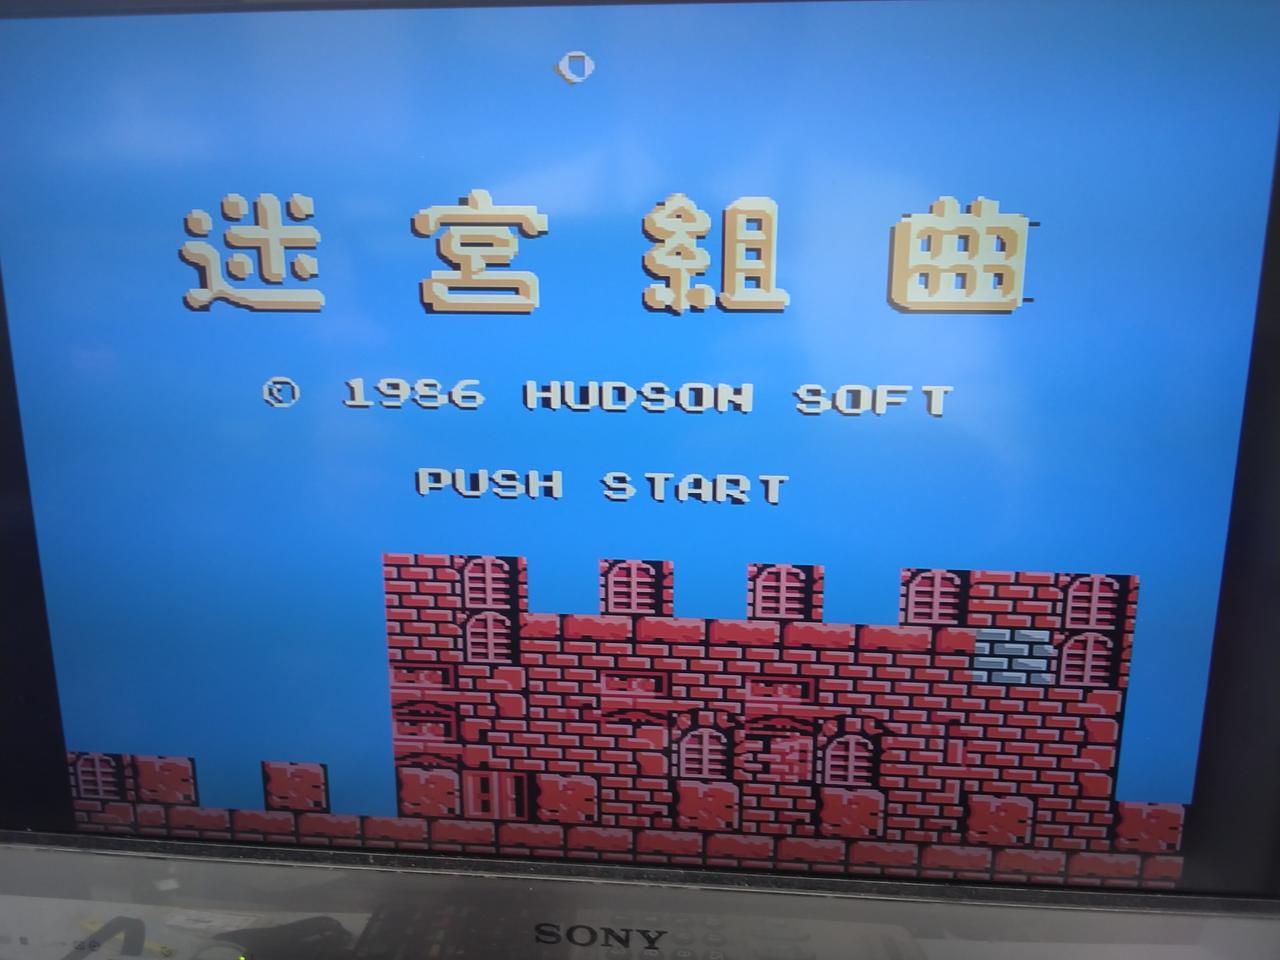 迷宮組曲
© 1986 HUDSON SOFT
PUSH START
SONY